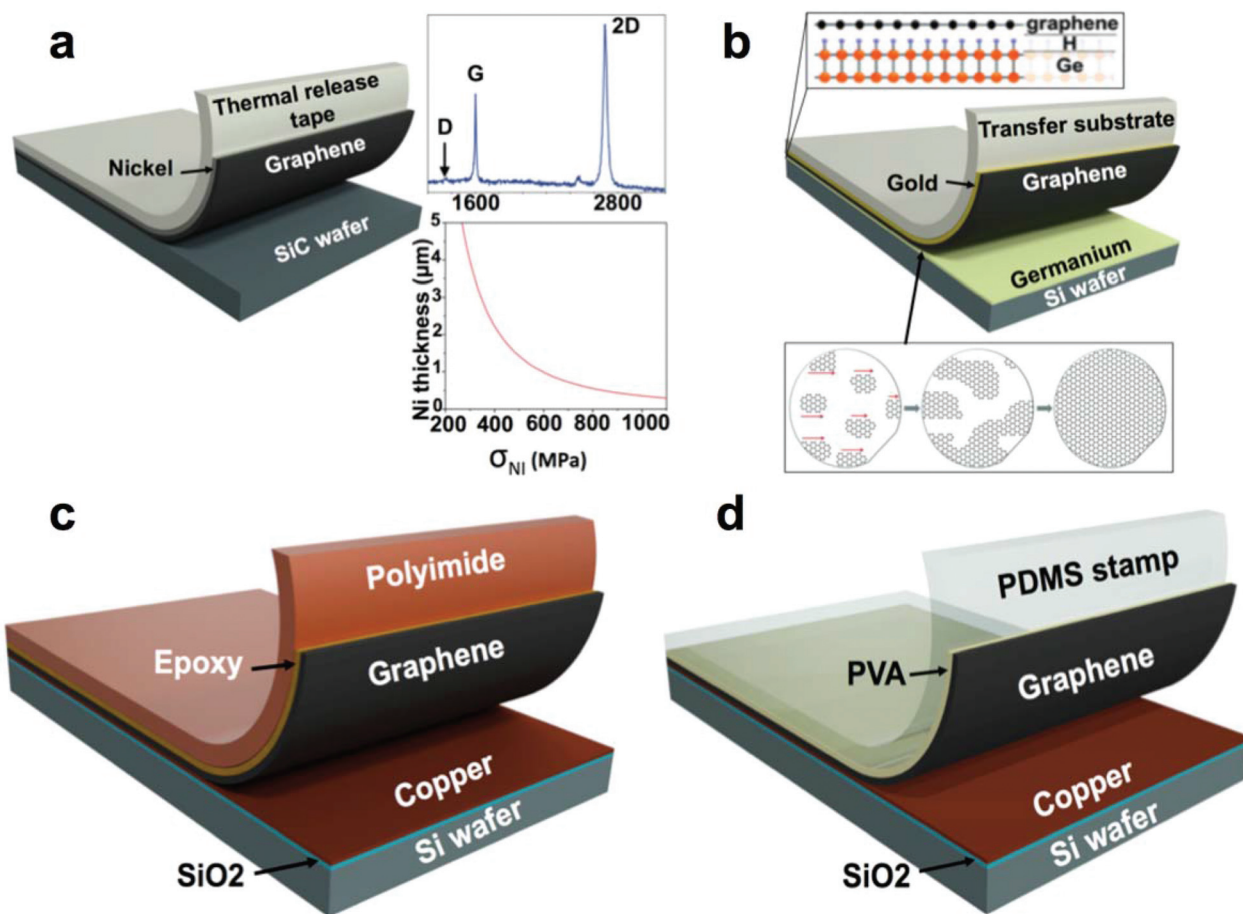 a
Thermal release
tape
Nickel
Graphene
SiC wafer
2D
G
D
1600 2800
Ni thickness (µm)
5
4
3
2
1
0
200 400 600 800 1000
σNI (MPa)
b
graphene
H
Ge
Transfer substrate
Gold
Graphene
Germanium
Si wafer
c
Polyimide
Epoxy
Graphene
Copper
Si wafer
SiO2
d
PDMS stamp
PVA
Graphene
Copper
Si wafer
SiO2